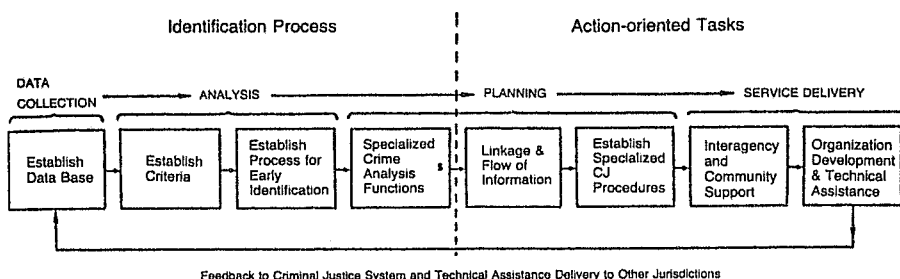 Identification Process
Action-oriented Tasks
DATA
COLLECTION
ANALYSIS
PLANNING
SERVICE DELIVERY
Establish
Data Base
Establish
Criteria
Establish
Process for
Early
Identification
Specialized
Crime
Analysis
Functions
s
Linkage &
Flow of
Information
Establish
Specialized
CJ
Procedures
Interagency
and
Community
Support
Organization
Development
& Technical
Assistance
Feedback to Criminal Justice System and Technical Assistance Delivery to Other Jurisdictions